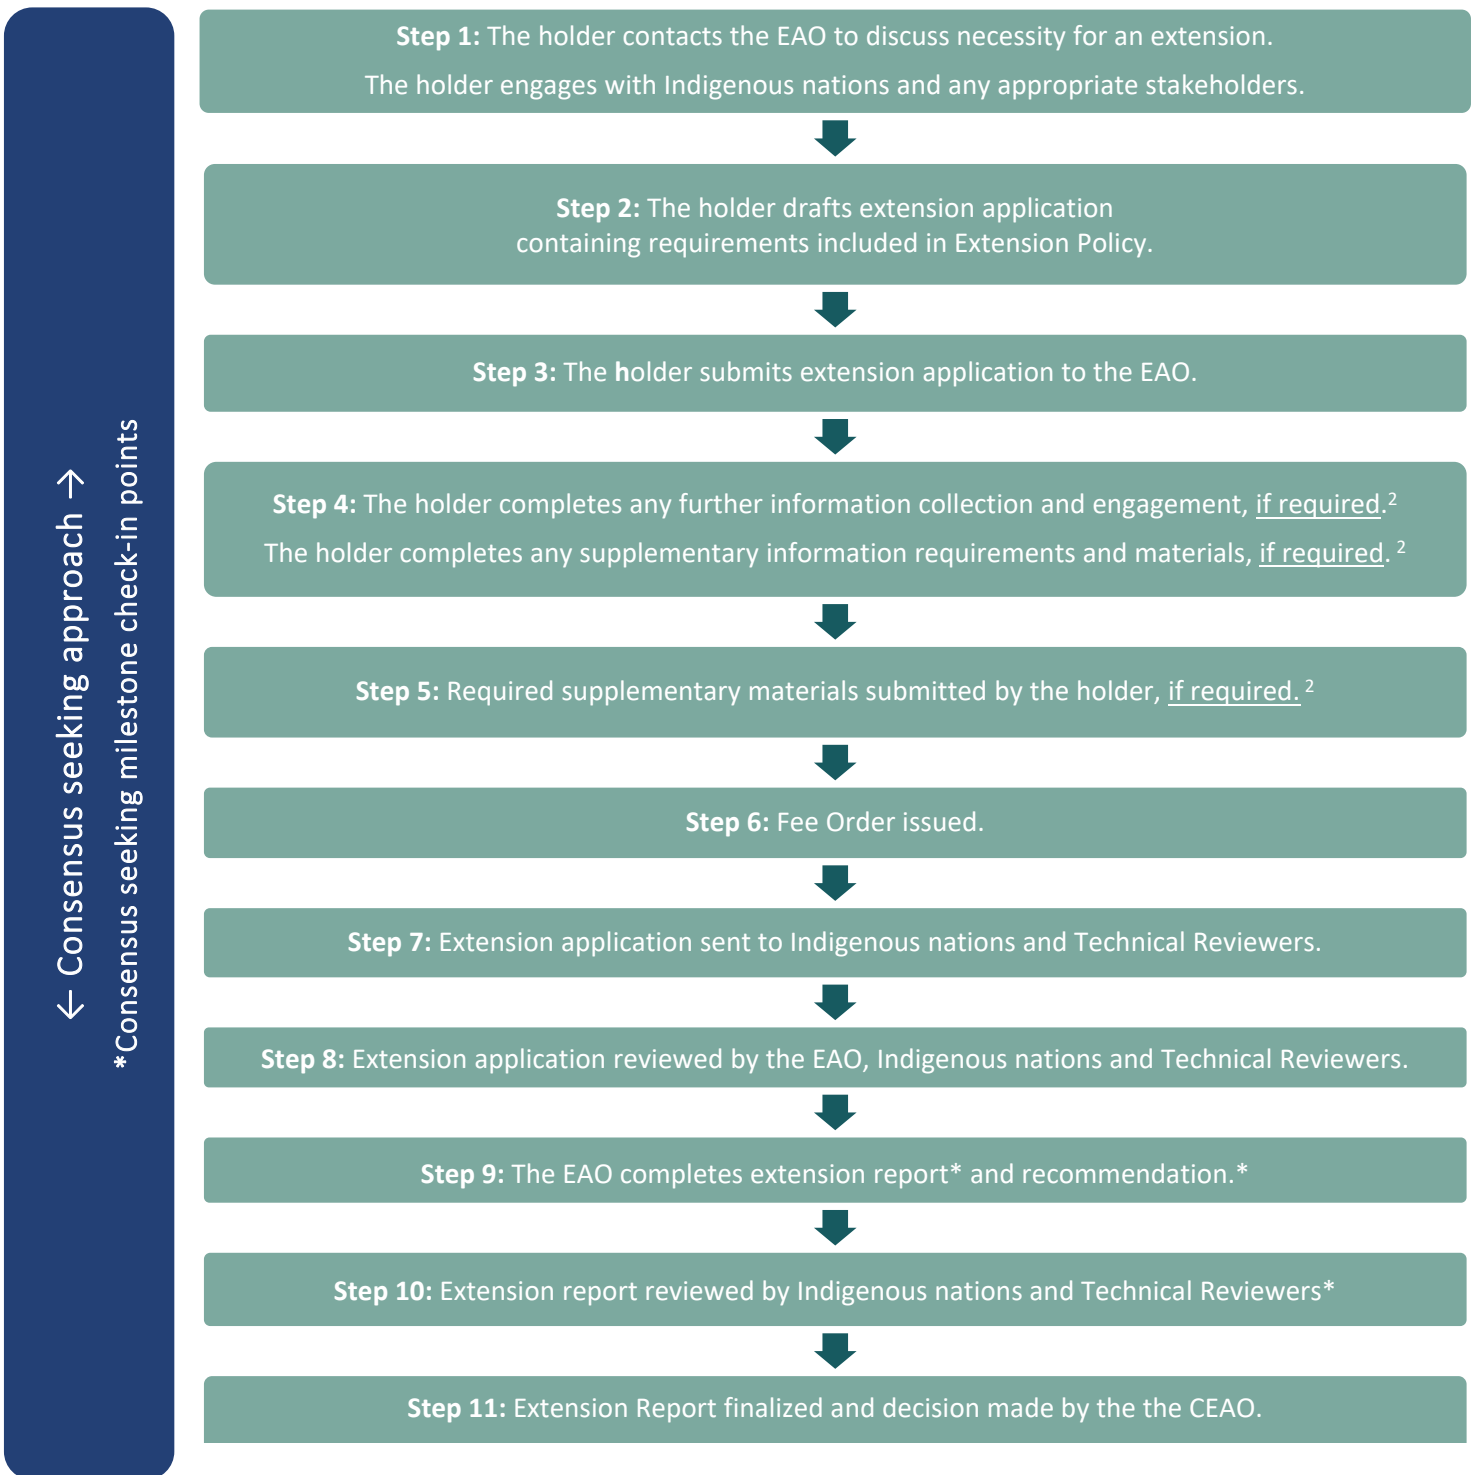 ← Consensus seeking approach →
*Consensus seeking milestone check-in points
Step 1: The holder contacts the EAO to discuss necessity for an extension.
The holder engages with Indigenous nations and any appropriate stakeholders.
Step 2: The holder drafts extension application
containing requirements included in Extension Policy.
Step 3: The holder submits extension application to the EAO.
Step 4: The holder completes any further information collection and engagement, if required.²
The holder completes any supplementary information requirements and materials, if required. ²
Step 5: Required supplementary materials submitted by the holder, if required. ²
Step 6: Fee Order issued.
Step 7: Extension application sent to Indigenous nations and Technical Reviewers.
Step 8: Extension application reviewed by the EAO, Indigenous nations and Technical Reviewers.
Step 9: The EAO completes extension report* and recommendation.*
Step 10: Extension report reviewed by Indigenous nations and Technical Reviewers*
Step 11: Extension Report finalized and decision made by the the CEAO.